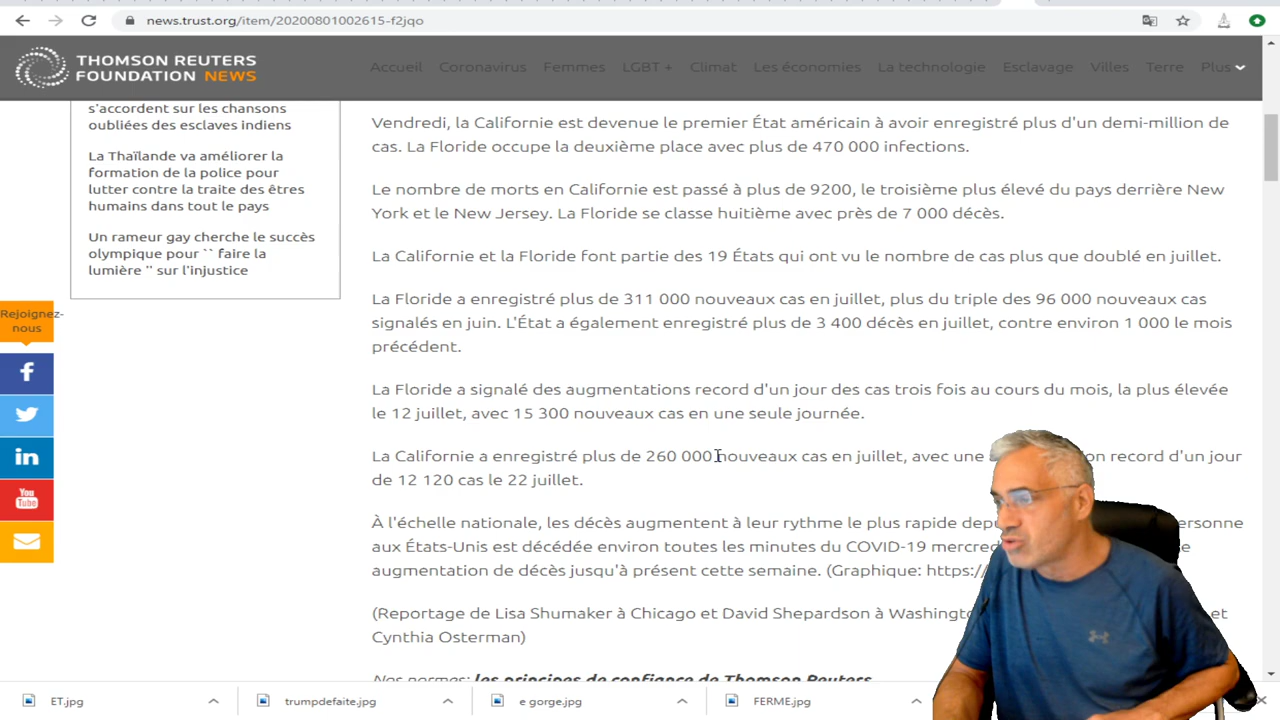 news.trust.org/item/20200801002615-f2jqo
THOMSON REUTERS
FOUNDATION NEWS
Accueil Coronavirus Femmes LGBT + Climat Les économies La technologie Esclavage Villes Terre Plus
s'accordent sur les chansons
oubliées des esclaves indiens
La Thaïlande va améliorer la
formation de la police pour
lutter contre la traite des êtres
humains dans tout le pays
Un rameur gay cherche le succès
olympique pour `` faire la
lumière '' sur l'injustice
Rejoignez-
nous
f
in
You
Tube
Vendredi, la Californie est devenue le premier État américain à avoir enregistré plus d'un demi-million de
cas. La Floride occupe la deuxième place avec plus de 470 000 infections.
Le nombre de morts en Californie est passé à plus de 9200, le troisième plus élevé du pays derrière New
York et le New Jersey. La Floride se classe huitième avec près de 7 000 décès.
La Californie et la Floride font partie des 19 États qui ont vu le nombre de cas plus que doublé en juillet.
La Floride a enregistré plus de 311 000 nouveaux cas en juillet, plus du triple des 96 000 nouveaux cas
signalés en juin. L'État a également enregistré plus de 3 400 décès en juillet, contre environ 1 000 le mois
précédent.
La Floride a signalé des augmentations record d'un jour des cas trois fois au cours du mois, la plus élevée
le 12 juillet, avec 15 300 nouveaux cas en une seule journée.
La Californie a enregistré plus de 260 000 nouveaux cas en juillet, avec une record d'un jour
de 12 120 cas le 22 juillet.
À l'échelle nationale, les décès augmentent à leur rythme le plus rapide
aux États-Unis est décédée environ toutes les minutes du COVID-19
augmentation de décès jusqu'à présent cette semaine. (Graphique: https://
(Reportage de Lisa Shumaker à Chicago et David Shepardson à et
Cynthia Osterman)
Nos normes: les principes de confiance de Thomson Reuters
ET.jpg
trumpdefaite.jpg
e gorge.jpg
FERME.jpg